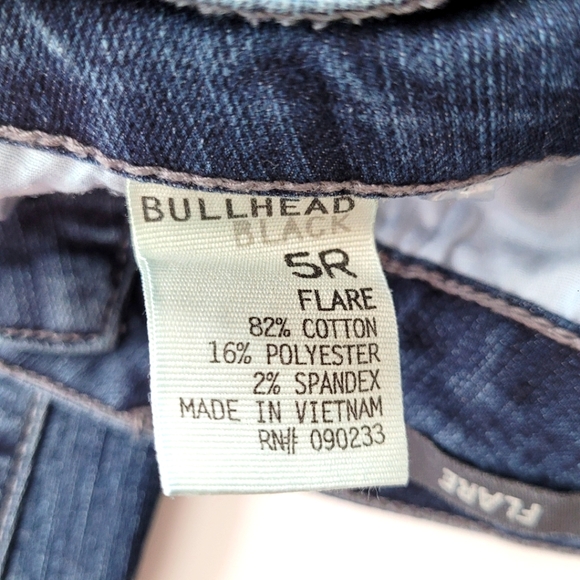 BULLHEAD
BLACK
5R
FLARE
82% COTTON
16% POLYESTER
2% SPANDEX
MADE IN VIETNAM
RN# 090233
FLARE